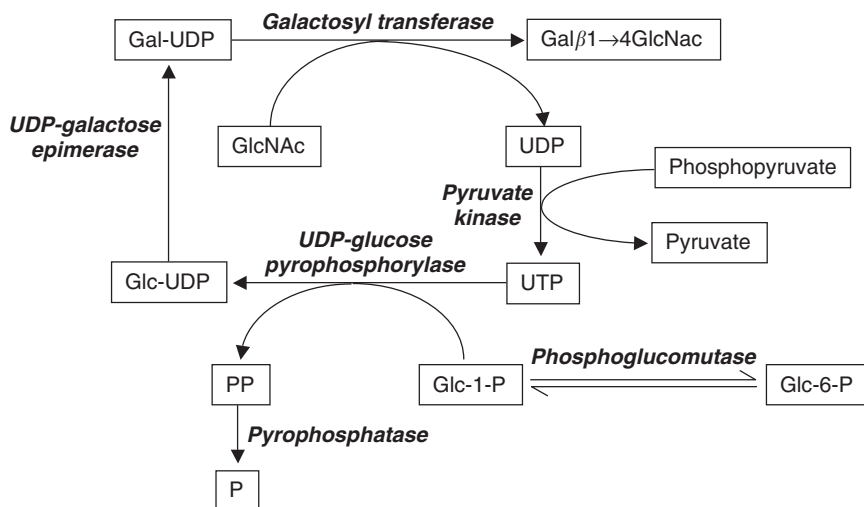 Galactosyl transferase
Gal-UDP
Galβ1→4GlcNac
UDP-galactose
epimerase
GlcNAc
UDP
Phosphopyruvate
Pyruvate
kinase
Pyruvate
UDP-glucose
pyrophosphorylase
Glc-UDP
UTP
Phosphoglucomutase
PP
Glc-1-P
Glc-6-P
Pyrophosphatase
P